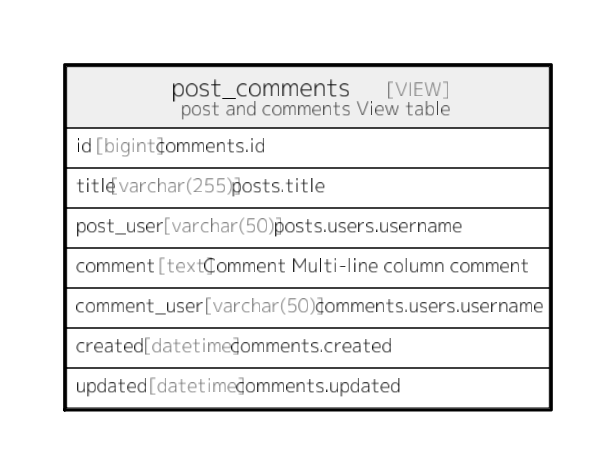 post_comments [VIEW]
post and comments View table
id [bigint] comments.id
title [varchar(255)] posts.title
post_user [varchar(50)] posts.users.username
comment [text] Comment Multi-line column comment
comment_user [varchar(50)] comments.users.username
created [datetime] comments.created
updated [datetime] comments.updated